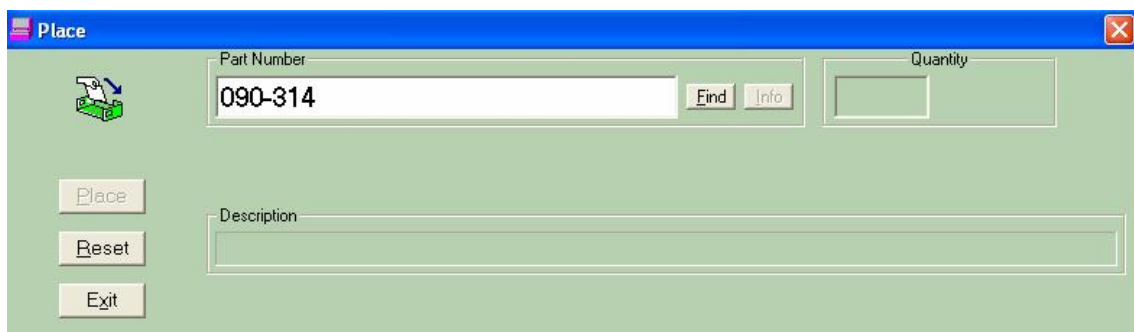 Place
Part Number
Quantity
090-314
Find
Info
Place
Description
Reset
Exit